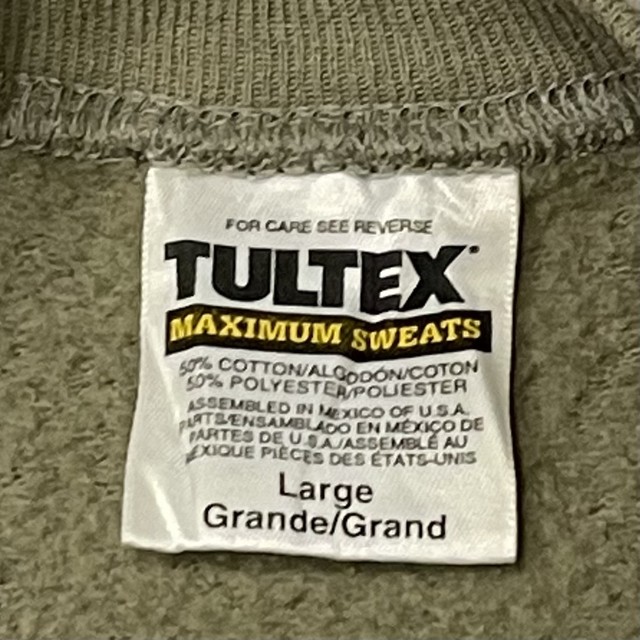 FOR CARE SEE REVERSE
TULTEX
MAXIMUM SWEATS
50% COTTON/ALGODÓN/COTON
50% POLYESTER/POLIESTER
ASSEMBLED IN MEXICO OF U.S.A.
PARTS/ENSAMBLADO EN MÉXICO DE
PARTES DE U.S.A./ASSEMBLÉ AU
MEXIQUE PIÈCES DES ÉTATS-UNIS
Large
Grande/Grand